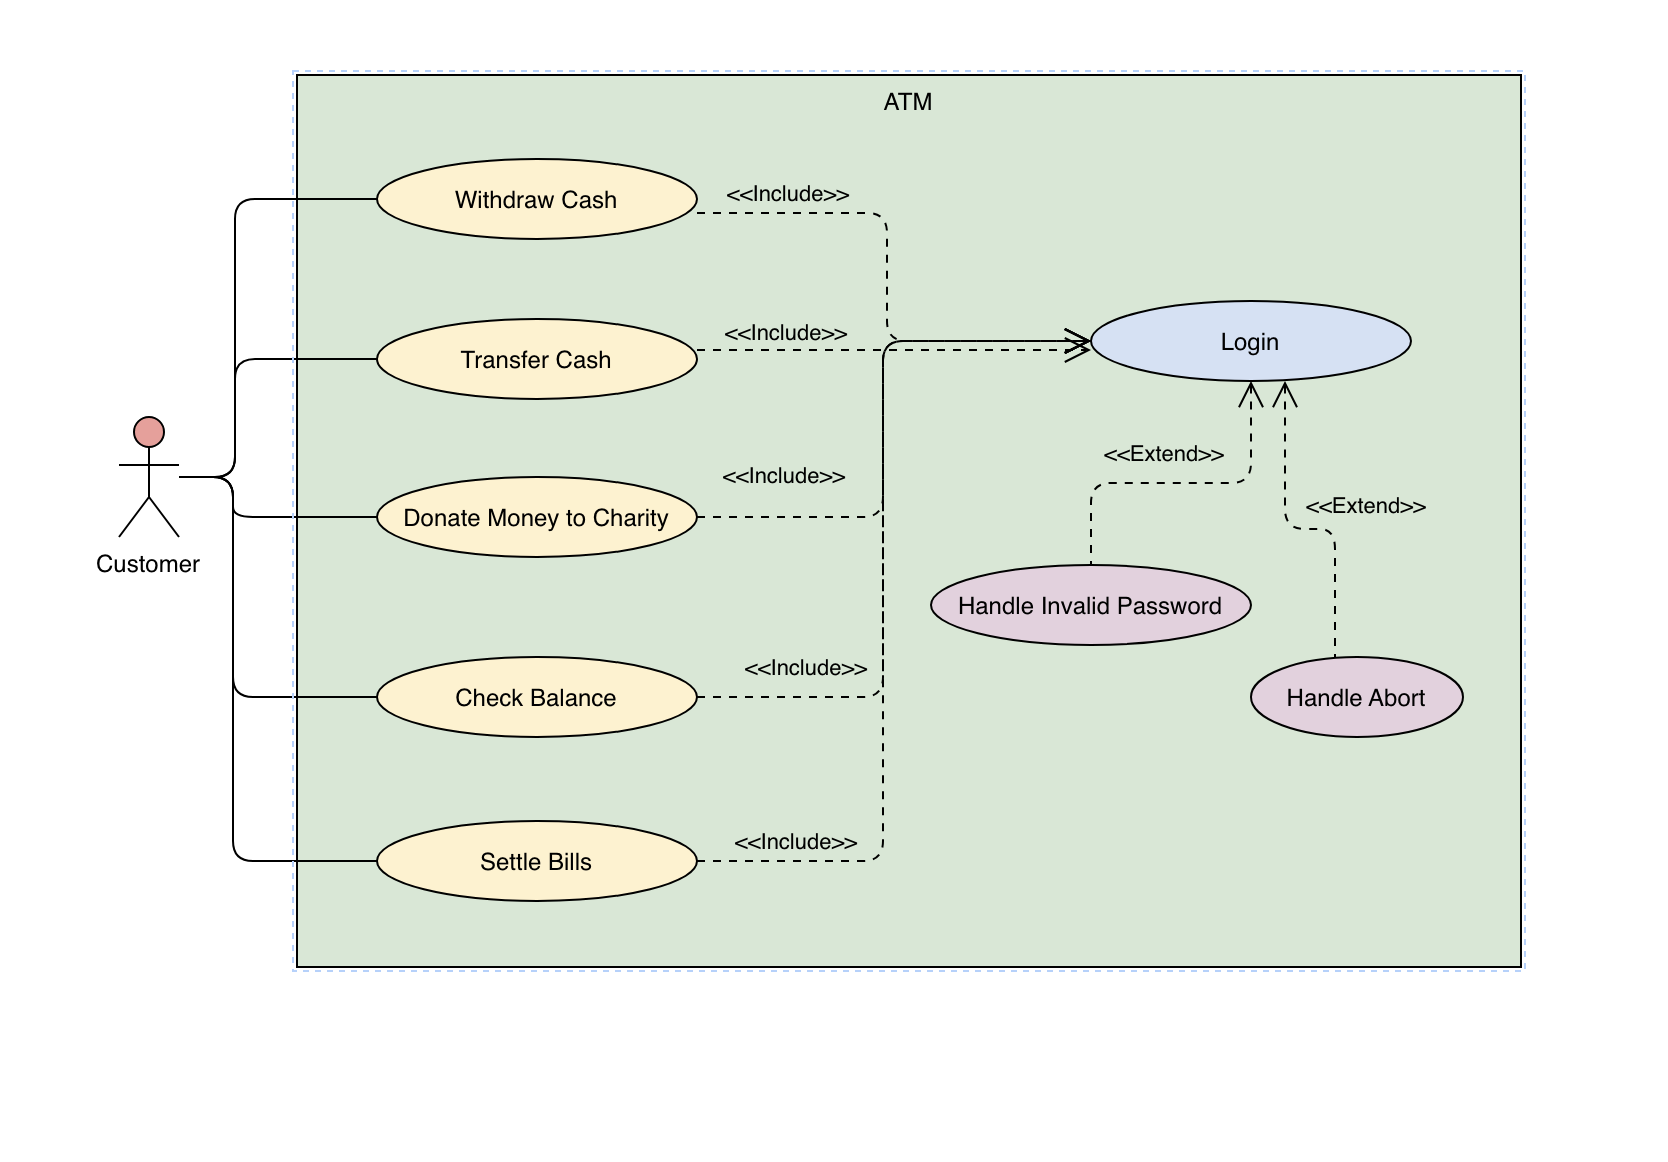 ATM
Withdraw Cash
<<Include>>
Transfer Cash
<<Include>>
Login
Customer
Donate Money to Charity
<<Include>>
<<Extend>>
<<Extend>>
Handle Invalid Password
Check Balance
<<Include>>
Handle Abort
Settle Bills
<<Include>>